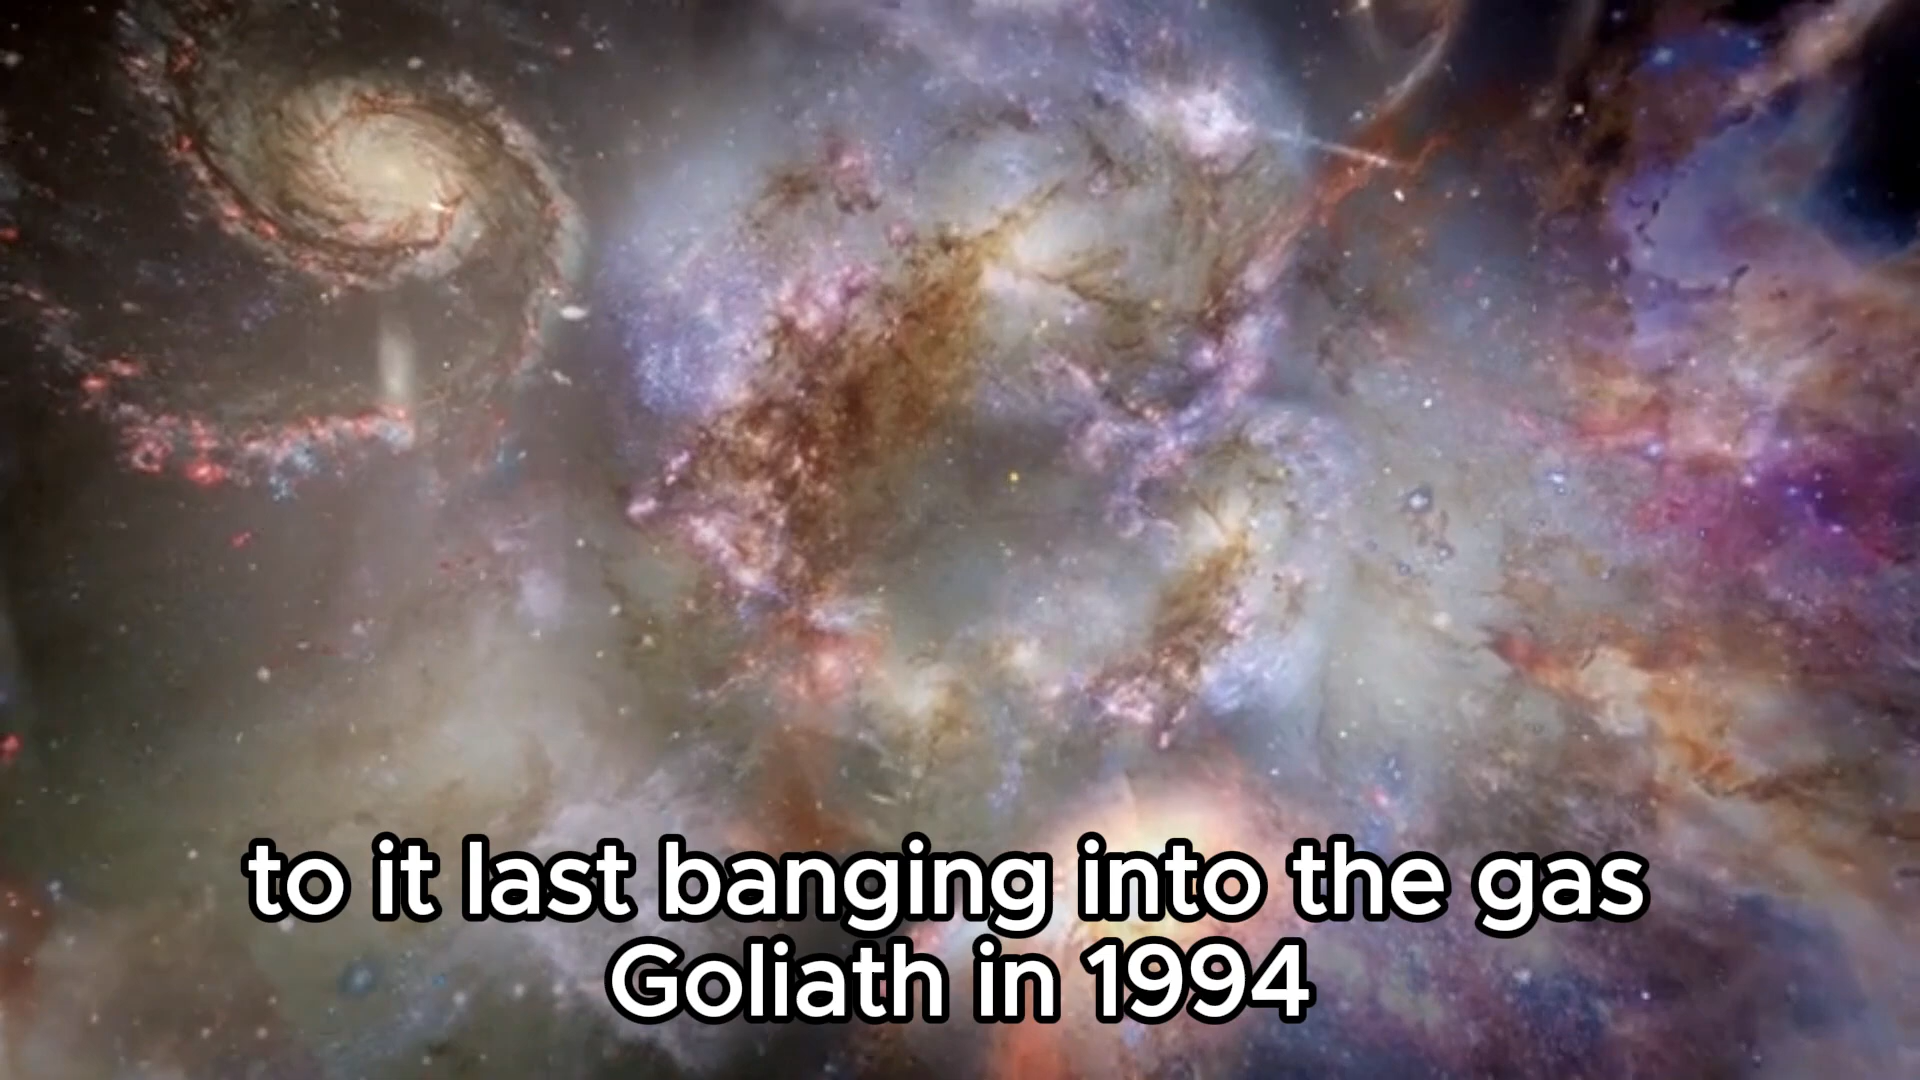 to it last banging into the gas
Goliath in 1994